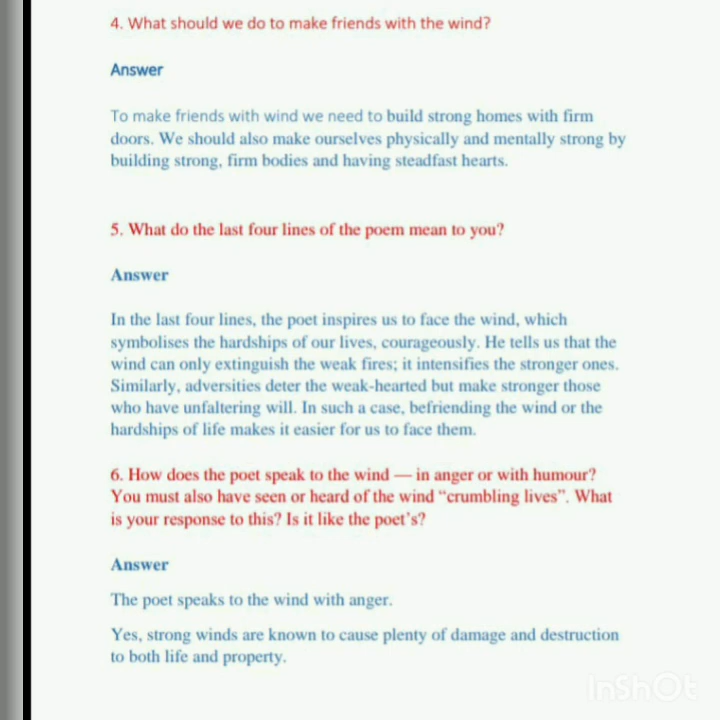 4. What should we do to make friends with the wind?
Answer
To make friends with wind we need to build strong homes with firm
doors. We should also make ourselves physically and mentally strong by
building strong, firm bodies and having steadfast hearts.
5. What do the last four lines of the poem mean to you?
Answer
In the last four lines, the poet inspires us to face the wind, which
symbolises the hardships of our lives, courageously. He tells us that the
wind can only extinguish the weak fires; it intensifies the stronger ones.
Similarly, adversities deter the weak-hearted but make stronger those
who have unfaltering will. In such a case, befriending the wind or the
hardships of life makes it easier for us to face them.
6. How does the poet speak to the wind — in anger or with humour?
You must also have seen or heard of the wind “crumbling lives”. What
is your response to this? Is it like the poet’s?
Answer
The poet speaks to the wind with anger.
Yes, strong winds are known to cause plenty of damage and destruction
to both life and property.
InShOt